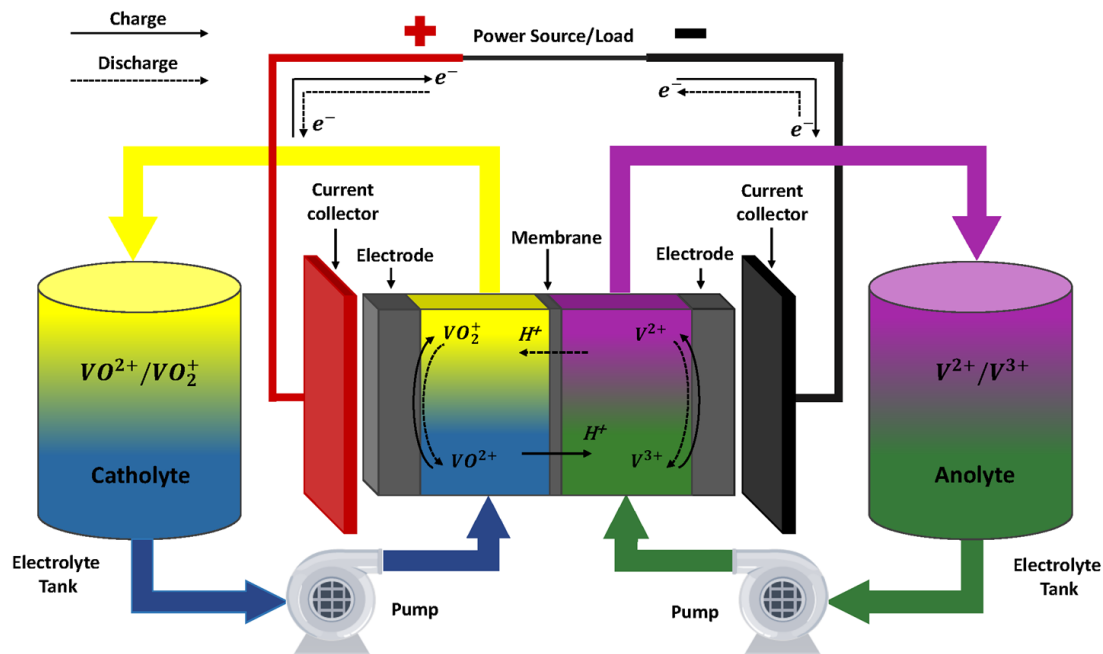 Charge
+
Power Source/Load
−
Discharge
e⁻
e⁻
e⁻
e⁻
Current
collector
Current
collector
Electrode
Membrane
Electrode
VO₂⁺
H⁺
V²⁺
VO²⁺/VO₂⁺
V²⁺/V³⁺
H⁺
VO²⁺
V³⁺
Catholyte
Anolyte
Electrolyte
Tank
Pump
Pump
Electrolyte
Tank